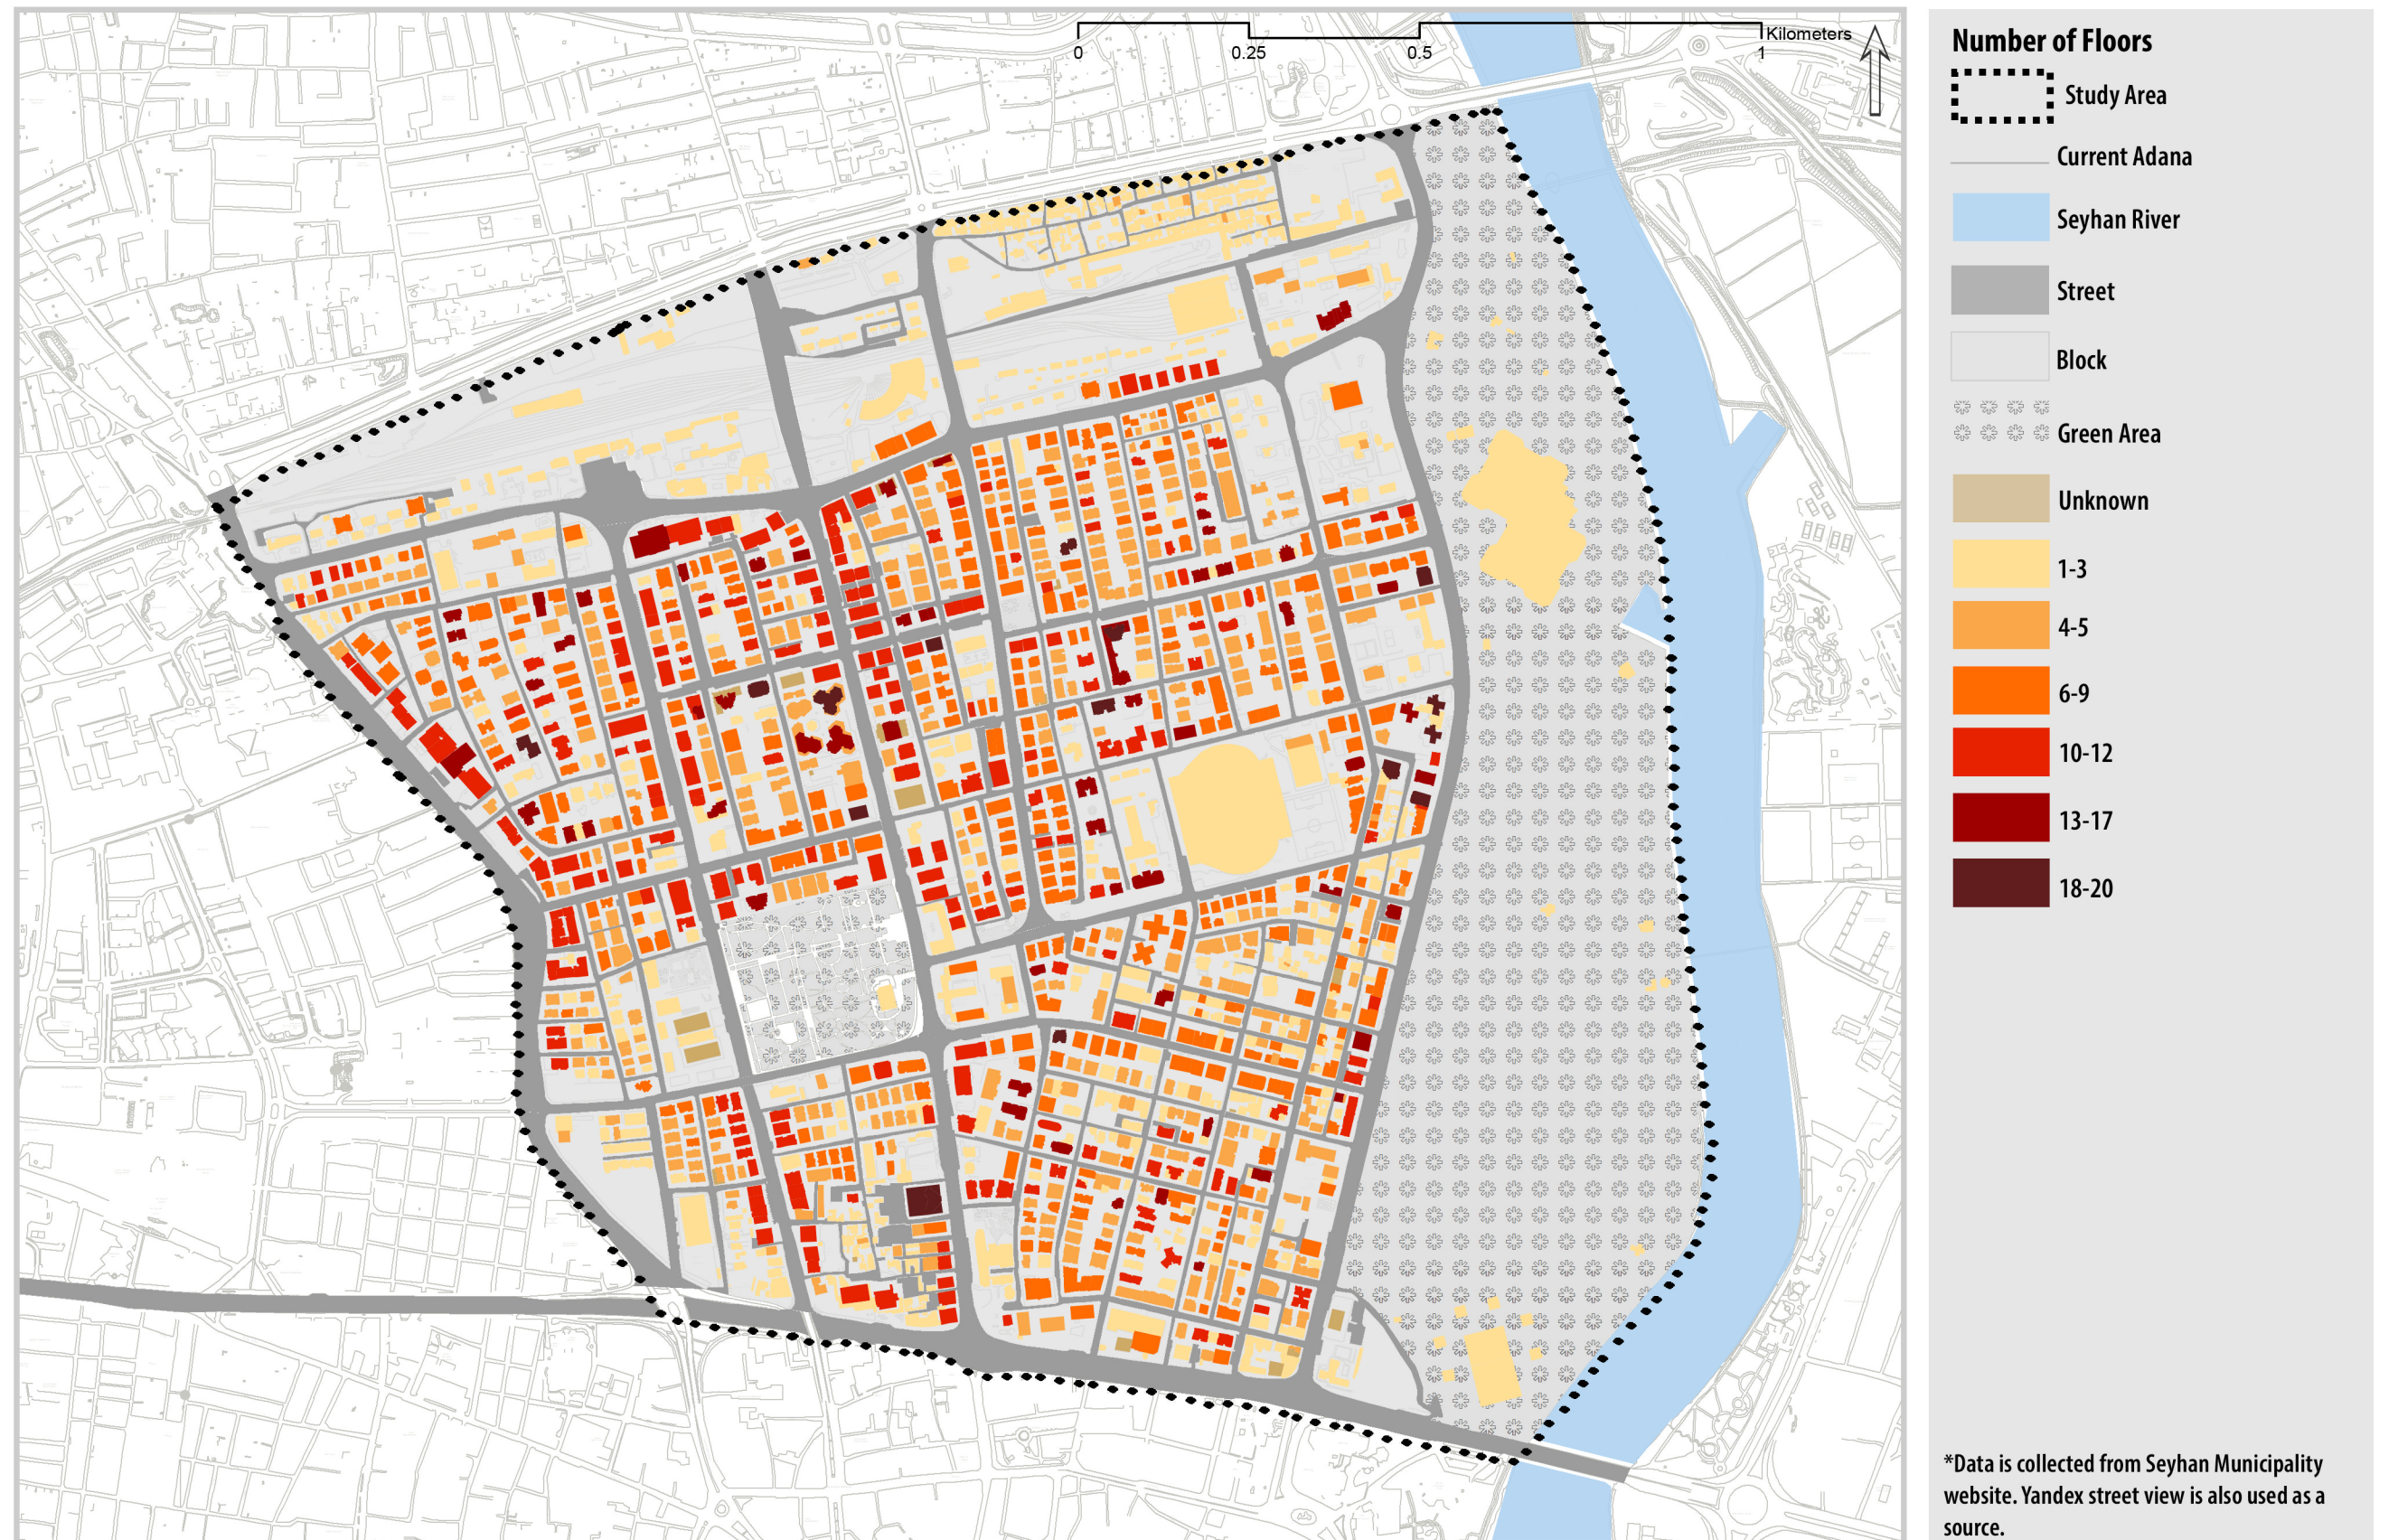 Kilometers
0
0.25
0.5
1
Number of Floors
Study Area
Current Adana
Seyhan River
Street
Block
Green Area
Unknown
1-3
4-5
6-9
10-12
13-17
18-20
*Data is collected from Seyhan Municipality
website. Yandex street view is also used as a
source.